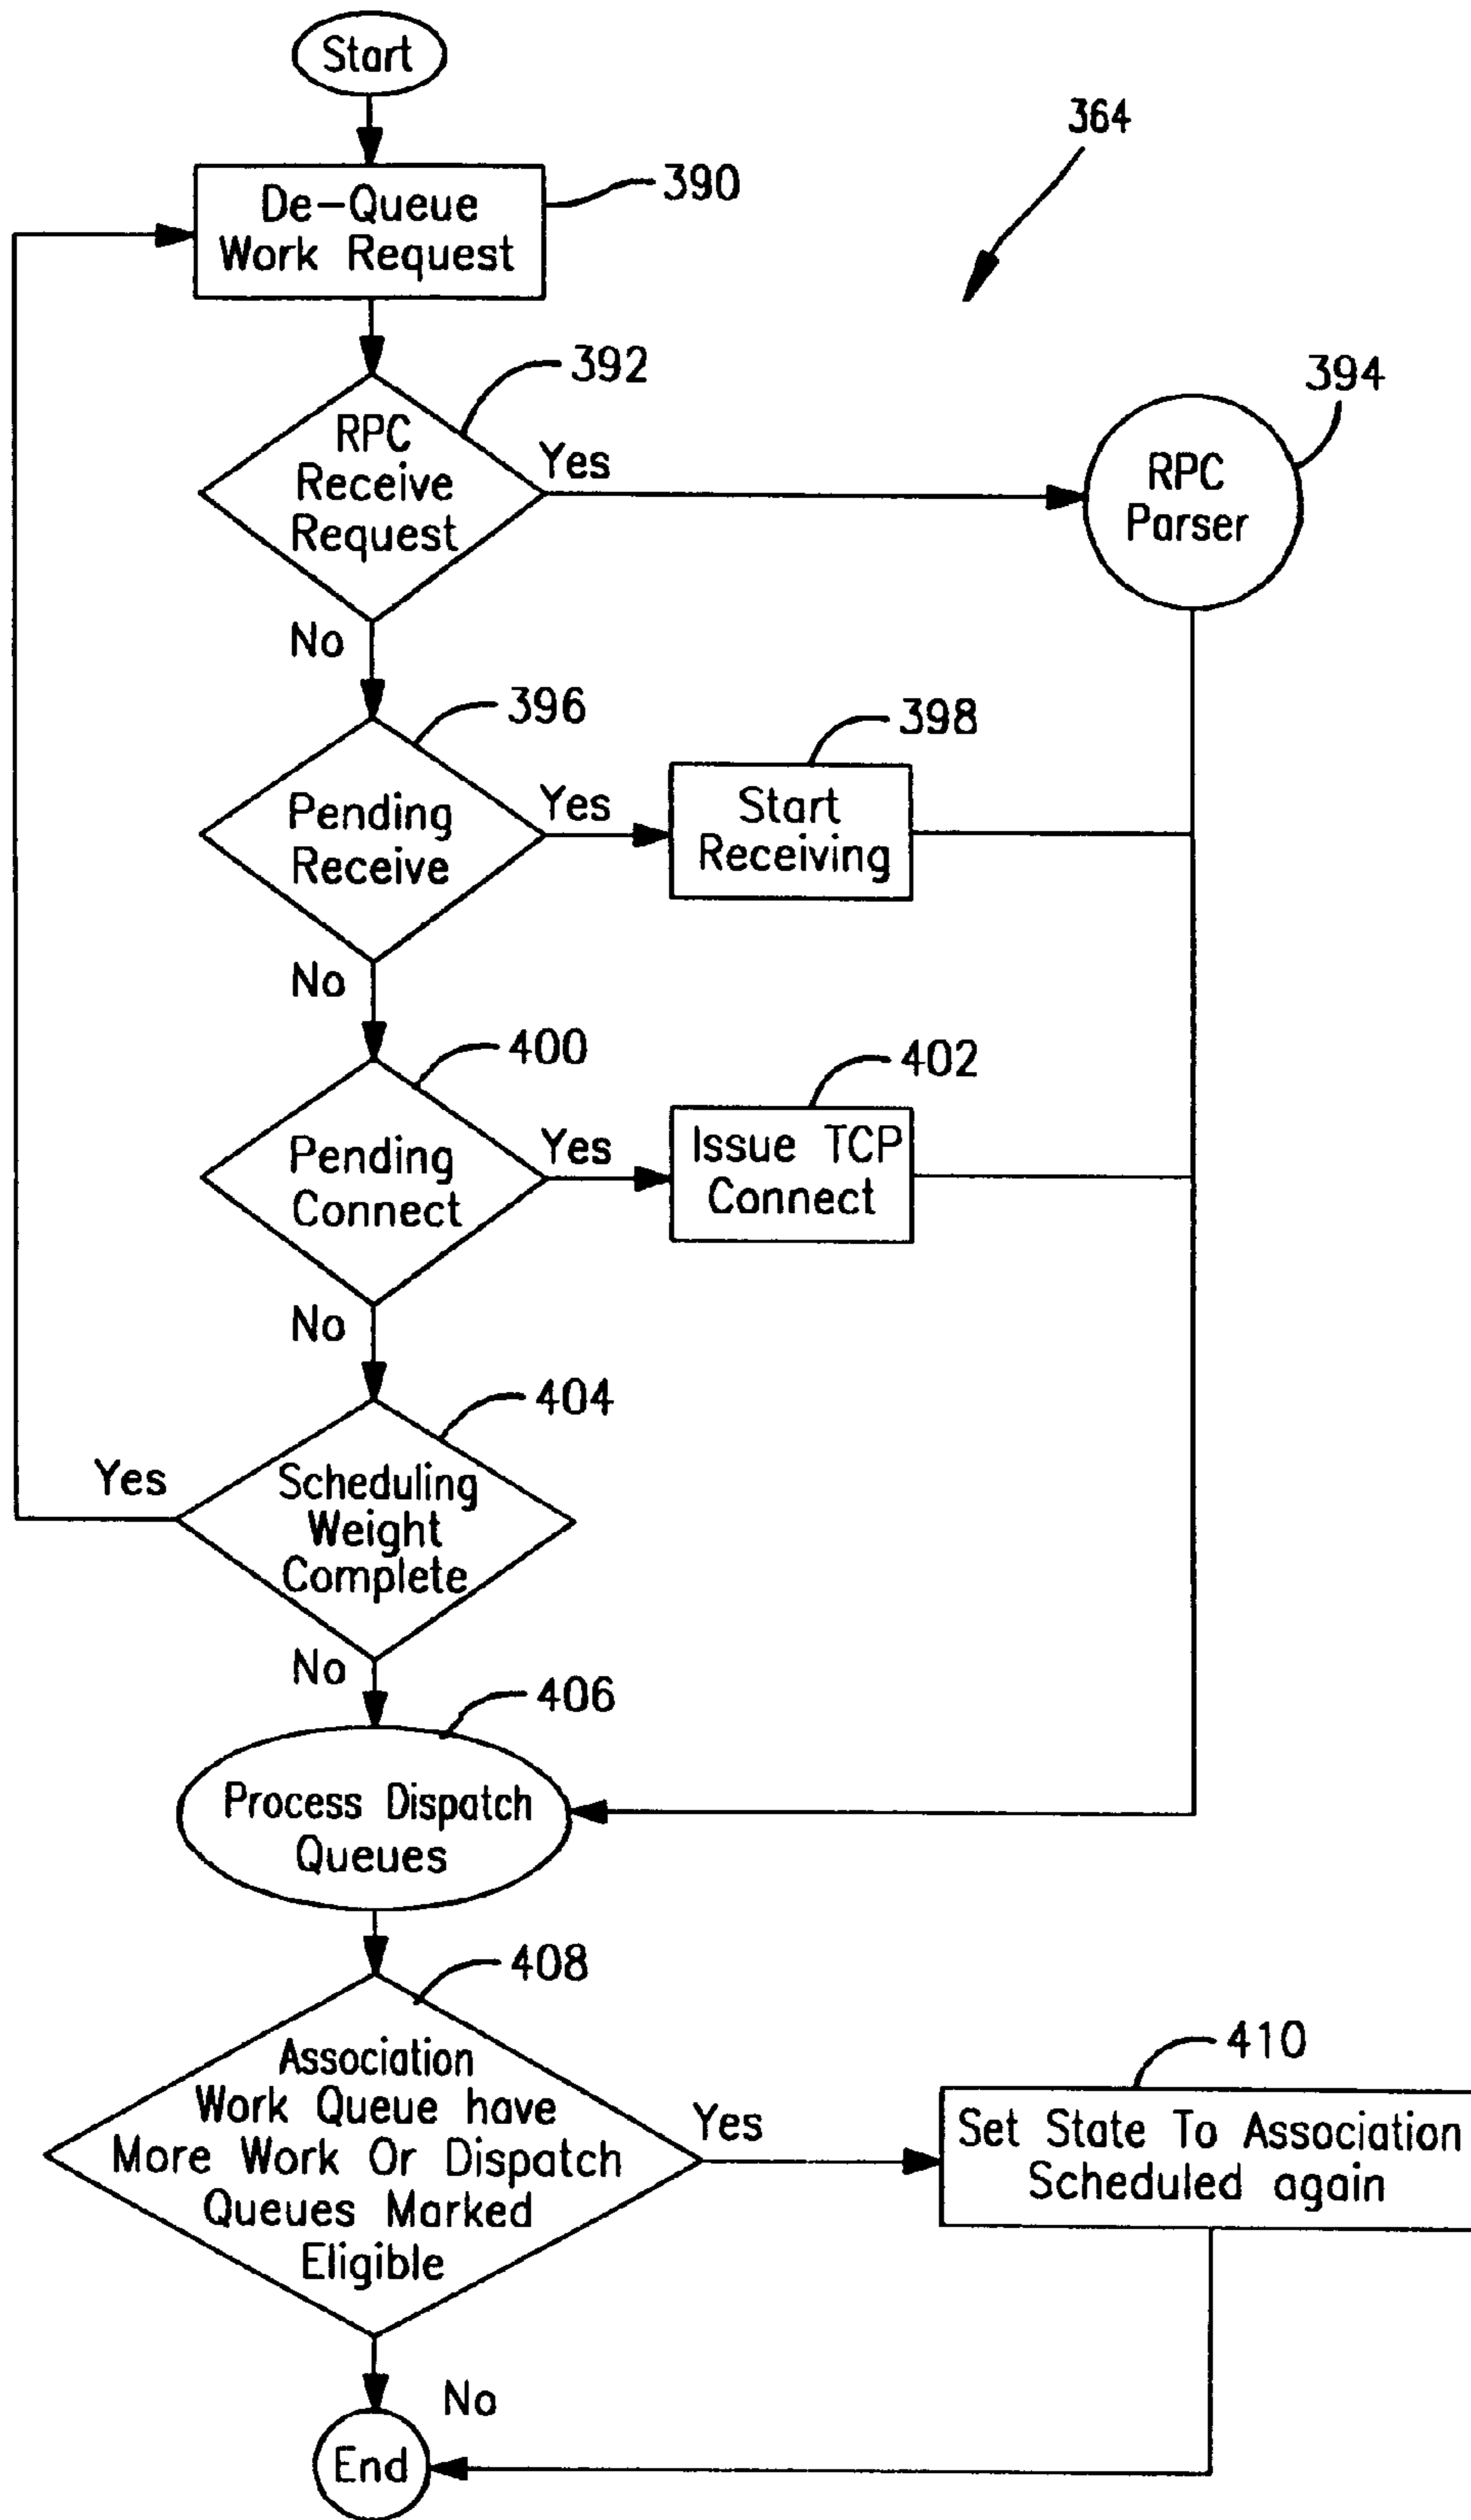 Start
364
De-Queue
Work Request
390
392
RPC
Receive
Request
Yes
394
RPC
Parser
No
396
Pending
Receive
Yes
398
Start
Receiving
No
400
Pending
Connect
Yes
402
Issue TCP
Connect
No
404
Yes
Scheduling
Weight
Complete
No
406
Process Dispatch
Queues
408
Association
Work Queue have
More Work Or Dispatch
Queues Marked
Eligible
Yes
410
Set State To Association
Scheduled again
No
End